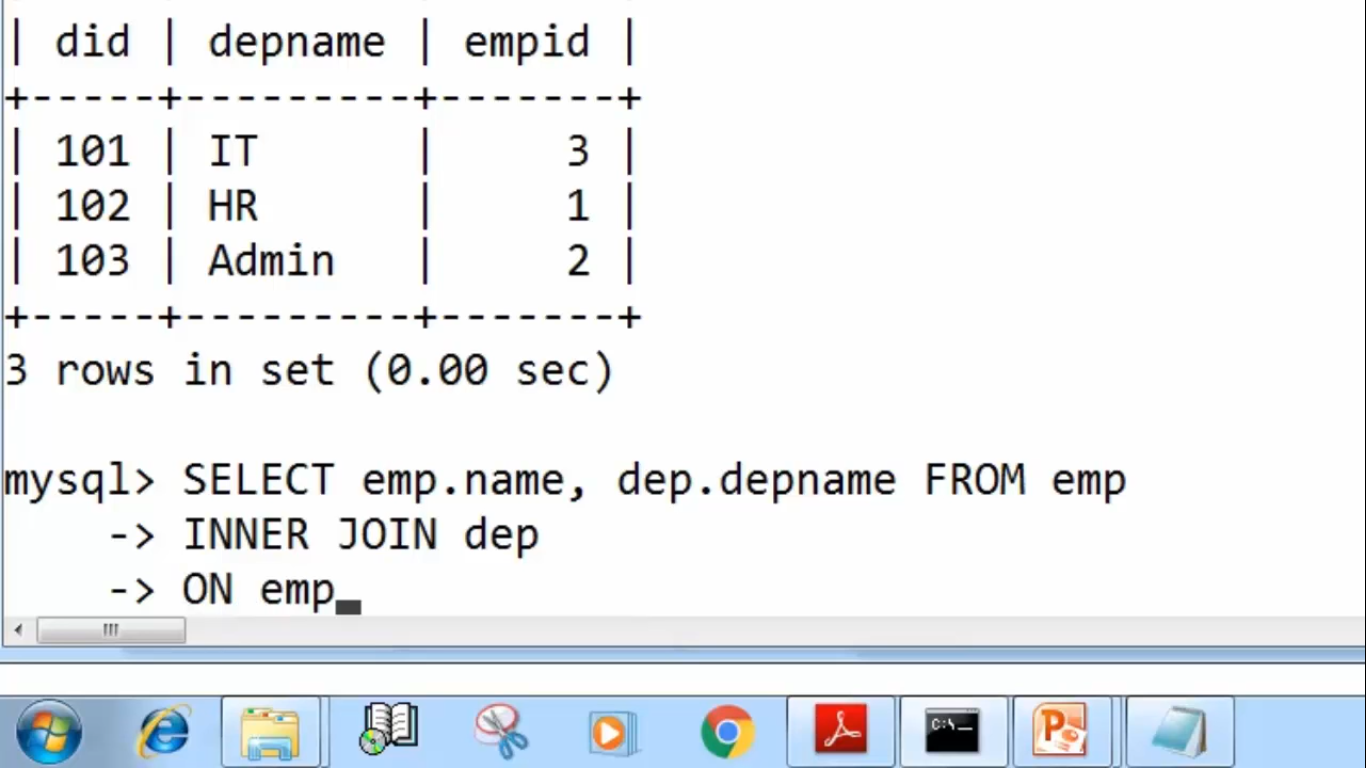 | did | depname | empid |
+-----+---------+-------+
| 101 | IT      |     3 |
| 102 | HR      |     1 |
| 103 | Admin   |     2 |
+-----+---------+-------+
3 rows in set (0.00 sec)
mysql> SELECT emp.name, dep.depname FROM emp
    -> INNER JOIN dep
    -> ON emp
C:\_
P